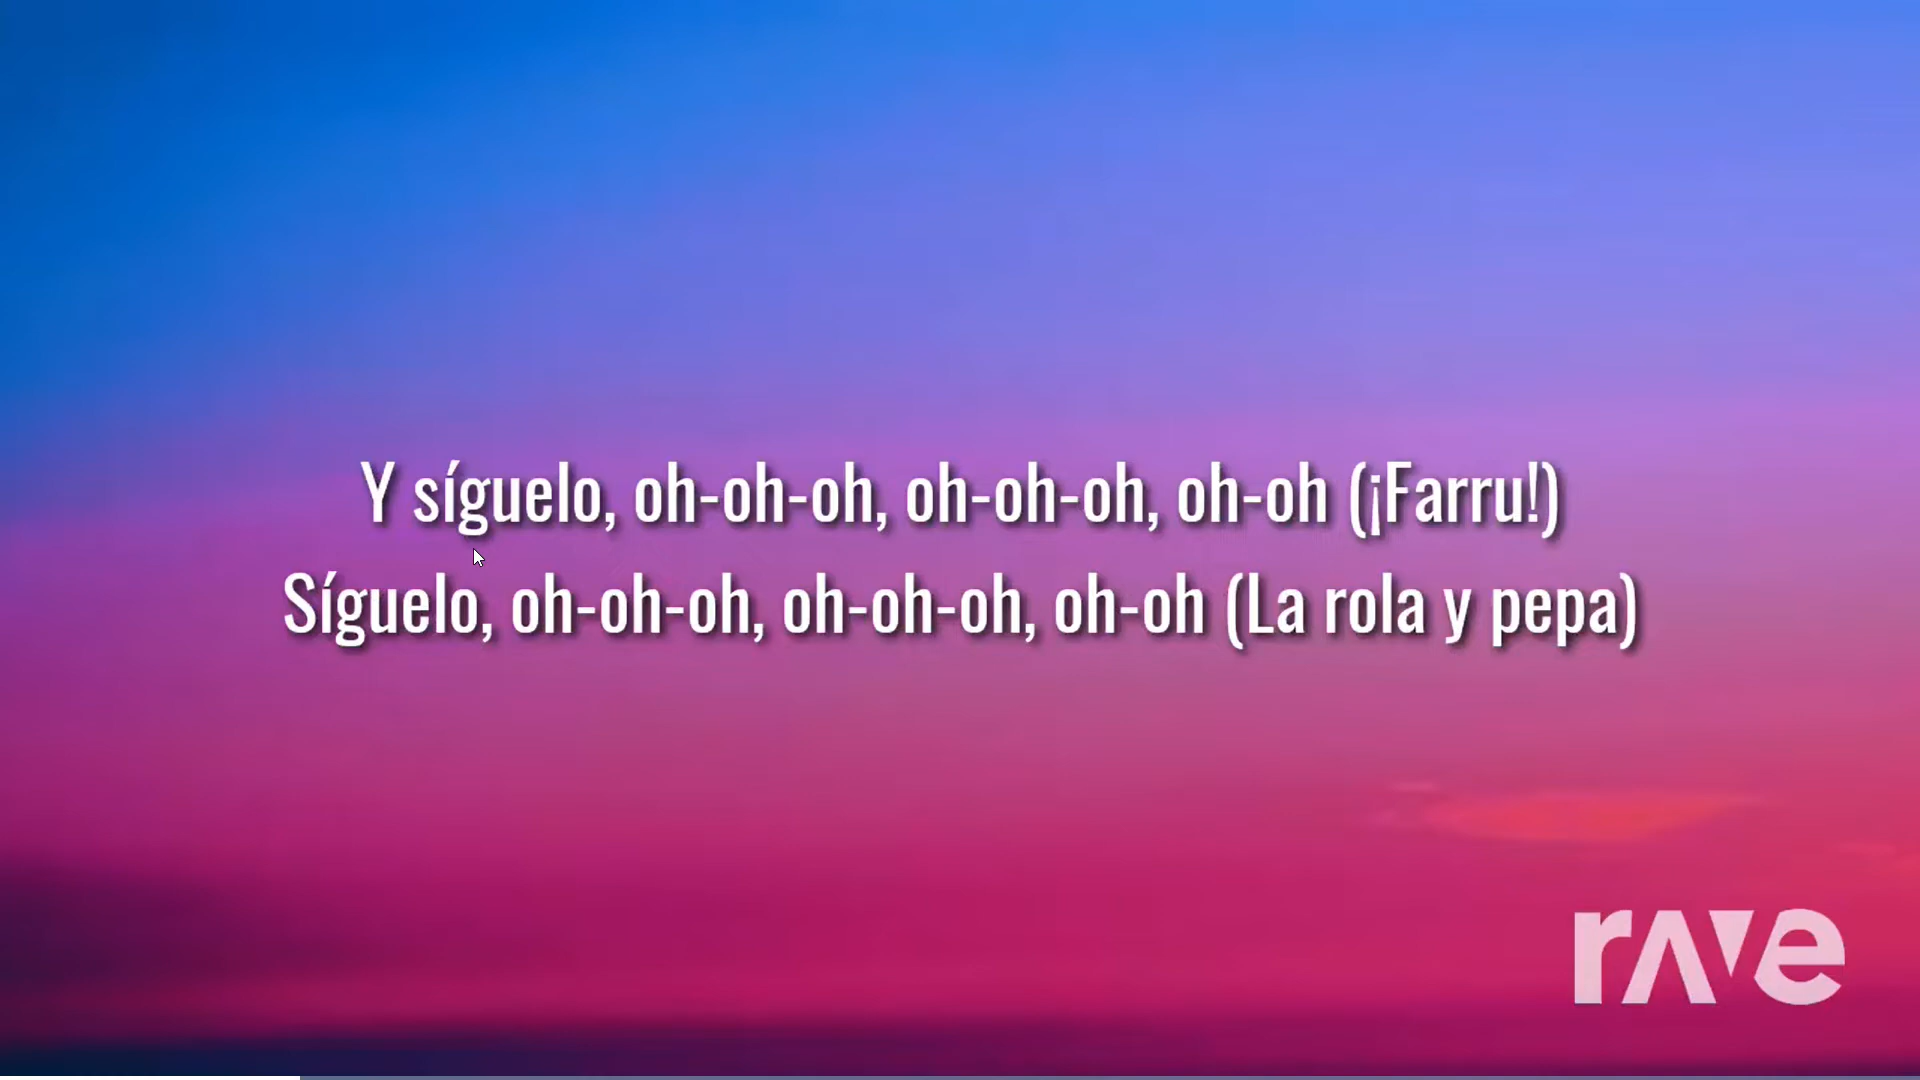 Y síguelo, oh-oh-oh, oh-oh-oh, oh-oh (¡Farru!)
Síguelo, oh-oh-oh, oh-oh-oh, oh-oh (La rola y pepa)
rave